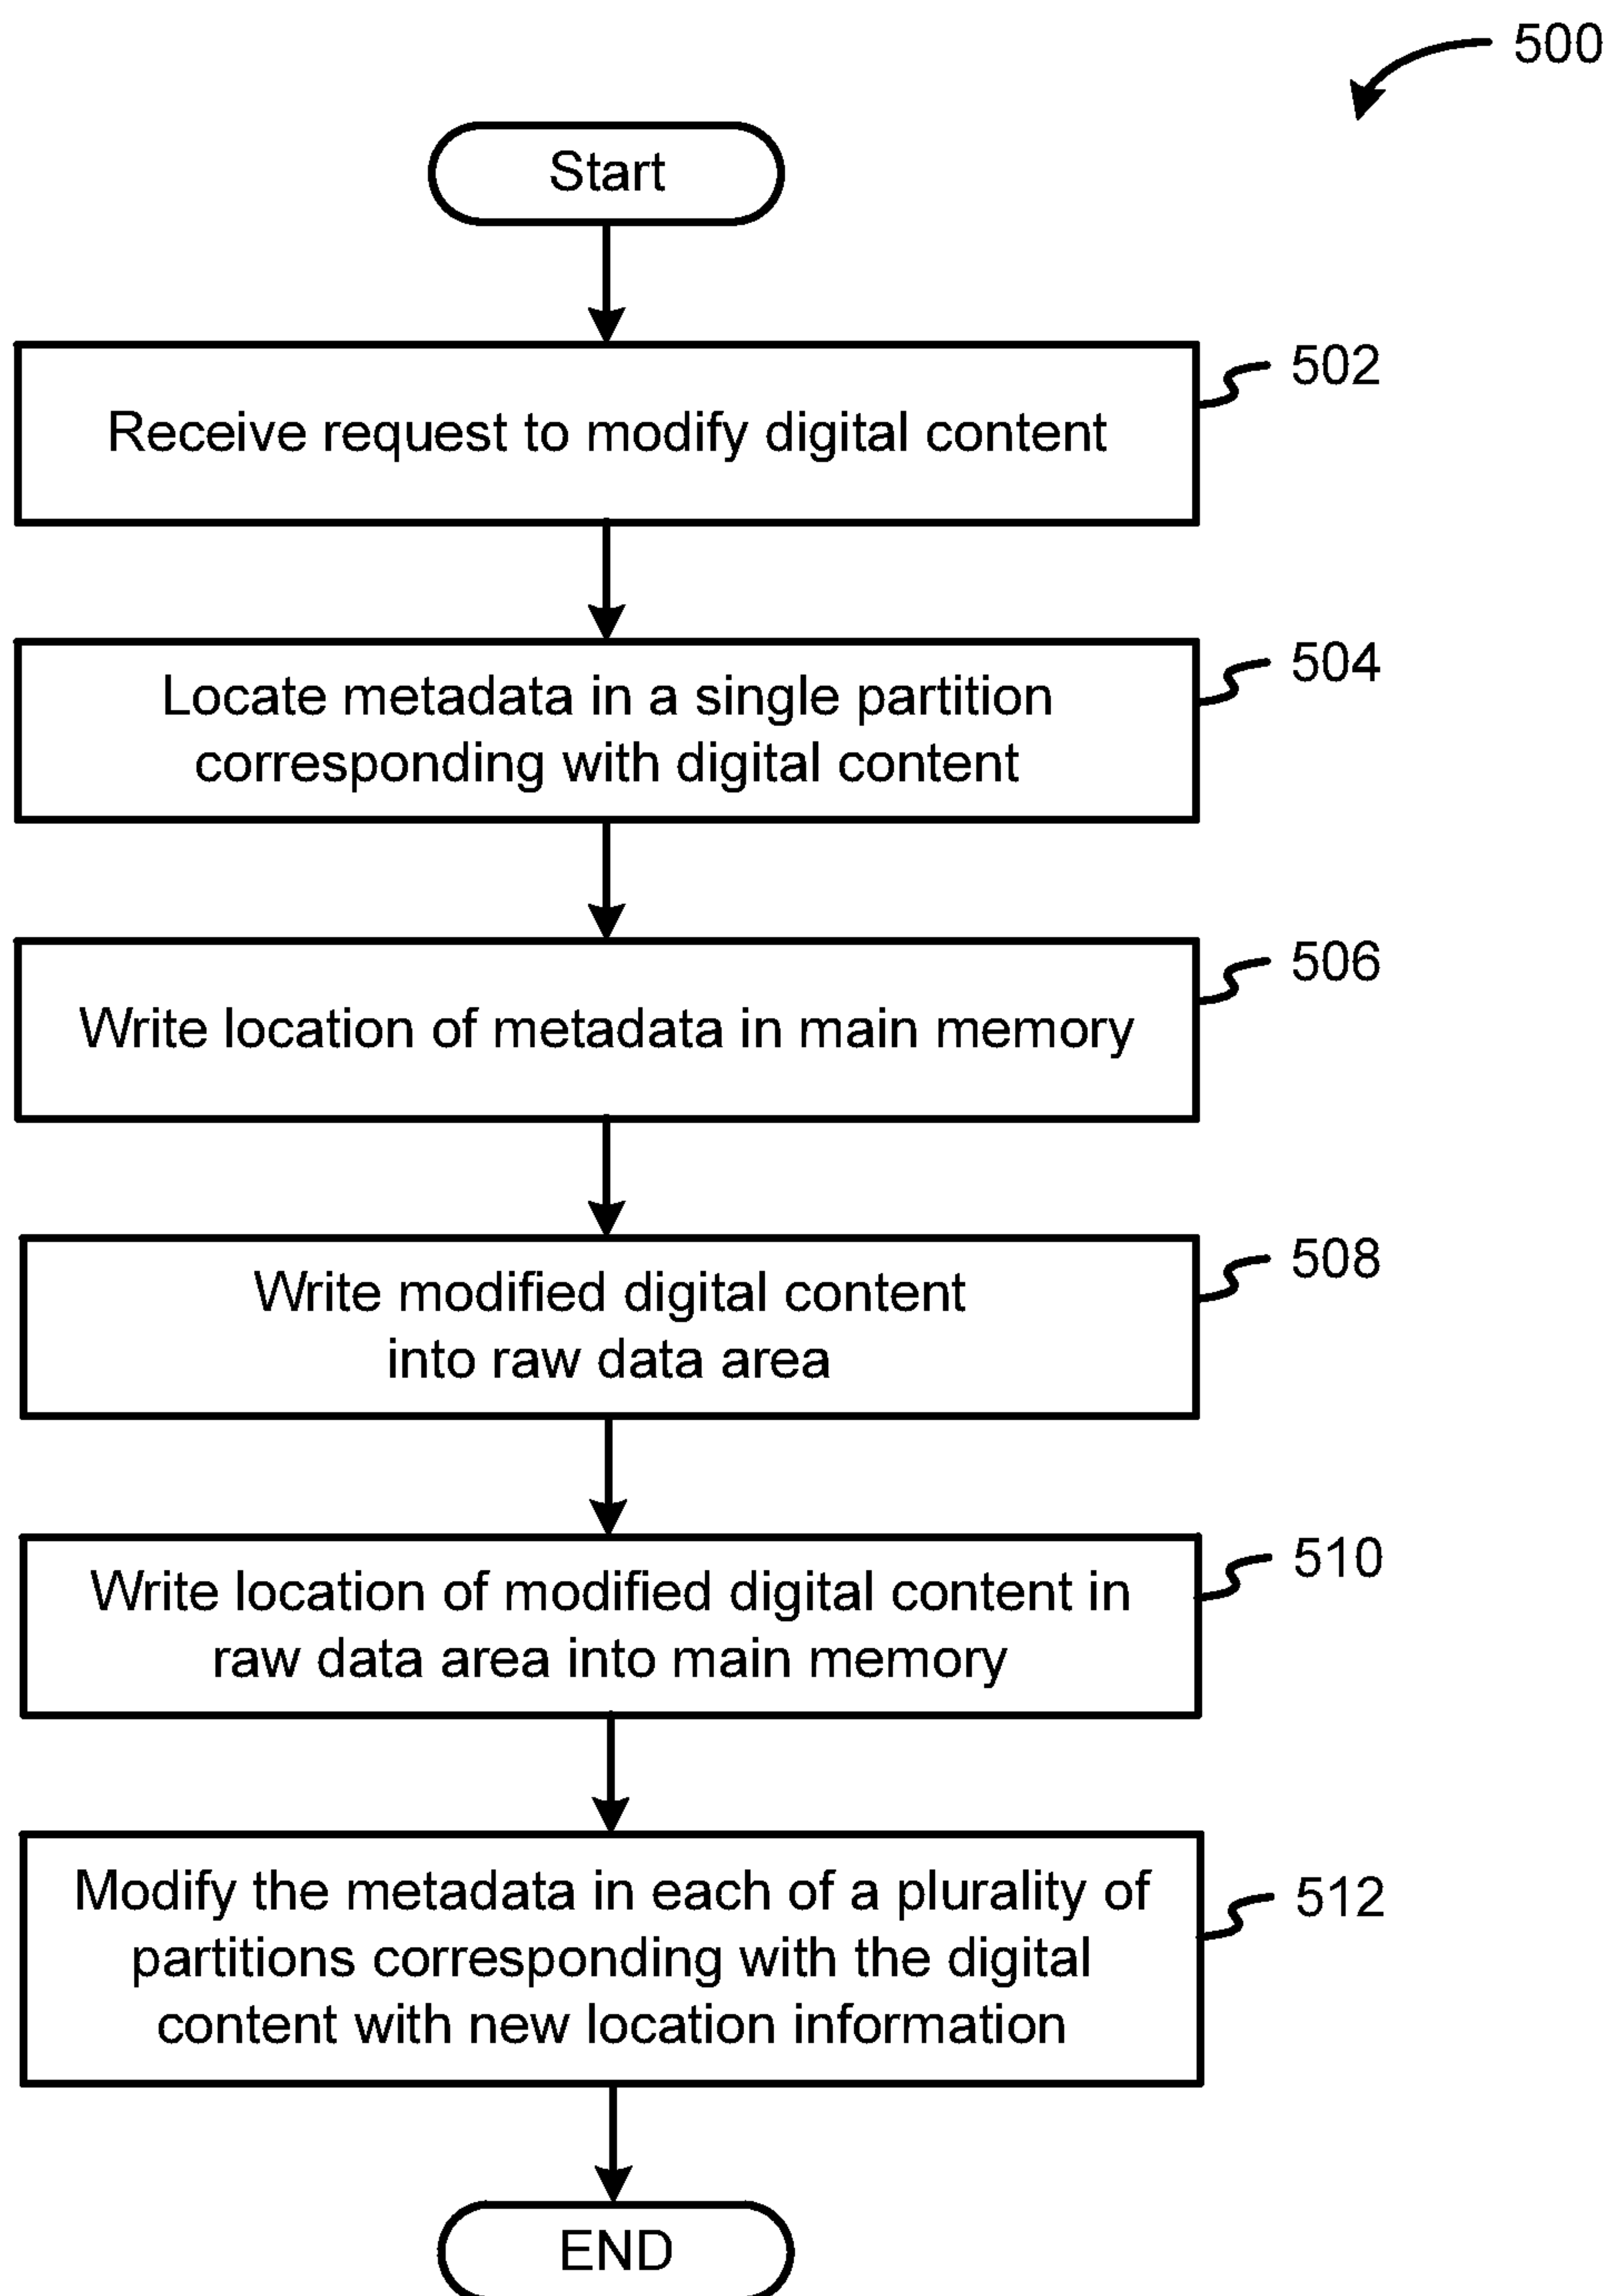 500
Start
Receive request to modify digital content
502
Locate metadata in a single partition
corresponding with digital content
504
Write location of metadata in main memory
506
Write modified digital content
into raw data area
508
Write location of modified digital content in
raw data area into main memory
510
Modify the metadata in each of a plurality of
partitions corresponding with the digital
content with new location information
512
END